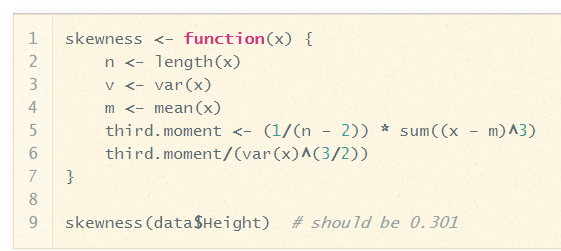 1 skewness <- function(x) {
2     n <- length(x)
3     v <- var(x)
4     m <- mean(x)
5     third.moment <- (1/(n - 2)) * sum((x - m)^3)
6     third.moment/(var(x)^(3/2))
7 }
8
9 skewness(data$Height)  # should be 0.301